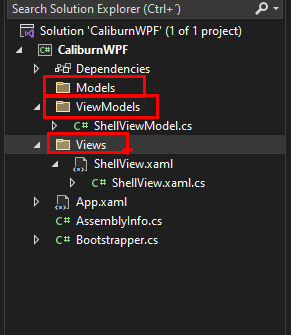 Search Solution Explorer (Ctrl+´)
Solution 'CaliburnWPF' (1 of 1 project)
C# CaliburnWPF
Dependencies
Models
ViewModels
C# ShellViewModel.cs
Views
ShellView.xaml
C# ShellView.xaml.cs
App.xaml
C# AssemblyInfo.cs
C# Bootstrapper.cs